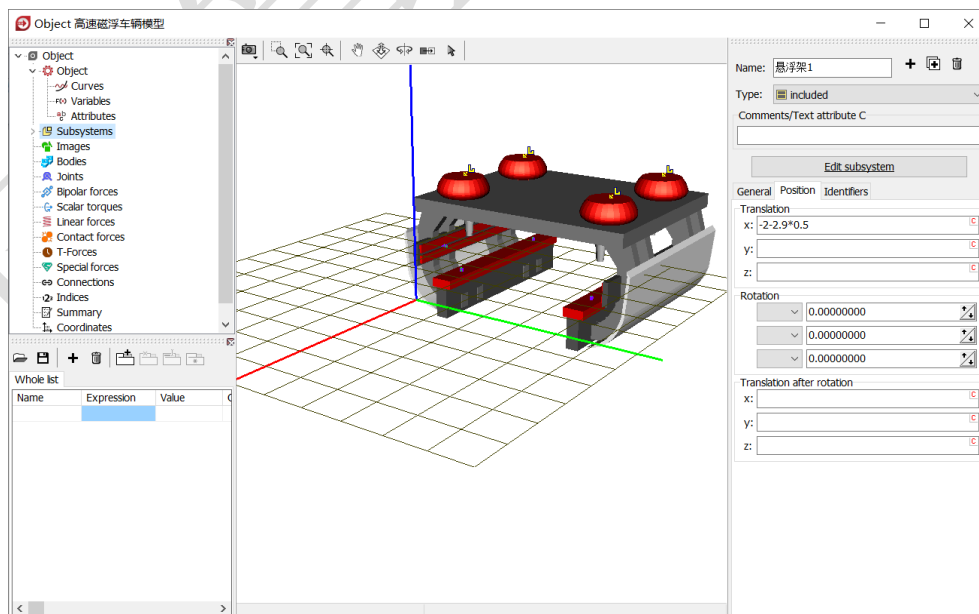 Object 高速磁浮车辆模型
Object
Object
Curves
F(x) Variables
Attributes
Subsystems
Images
Bodies
Joints
Bipolar forces
Scalar torques
Linear forces
Contact forces
T-Forces
Special forces
Connections
Indices
Summary
Coordinates
Whole list
Name Expression Value C
L
L
L
L
Name: 悬浮架1
Type: included
Comments/Text attribute C
Edit subsystem
General Position Identifiers
Translation
x: -2-2.9*0.5 C
y: C
z: C
Rotation
0.00000000
0.00000000
0.00000000
Translation after rotation
x: C
y: C
z: C